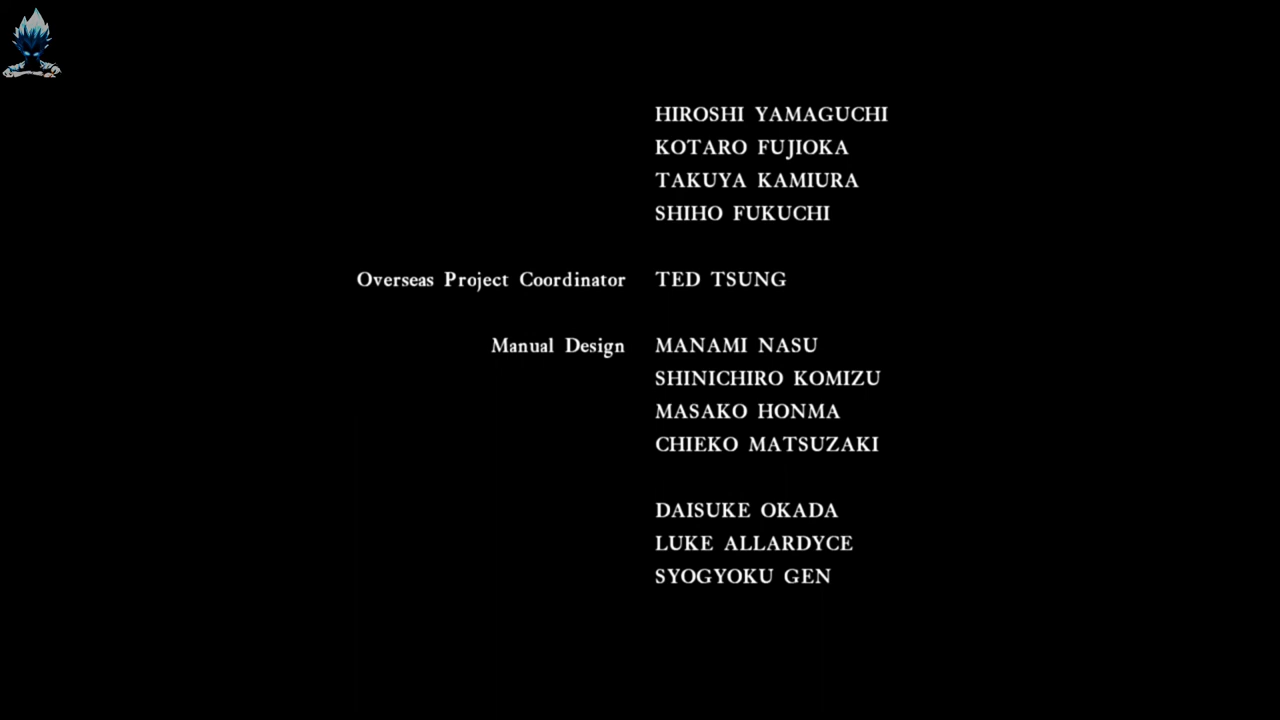 HIROSHI YAMAGUCHI
KOTARO FUJIOKA
TAKUYA KAMIURA
SHIHO FUKUCHI
Overseas Project Coordinator TED TSUNG
Manual Design MANAMI NASU
SHINICHIRO KOMIZU
MASAKO HONMA
CHIEKO MATSUZAKI
DAISUKE OKADA
LUKE ALLARDYCE
SYOGYOKU GEN